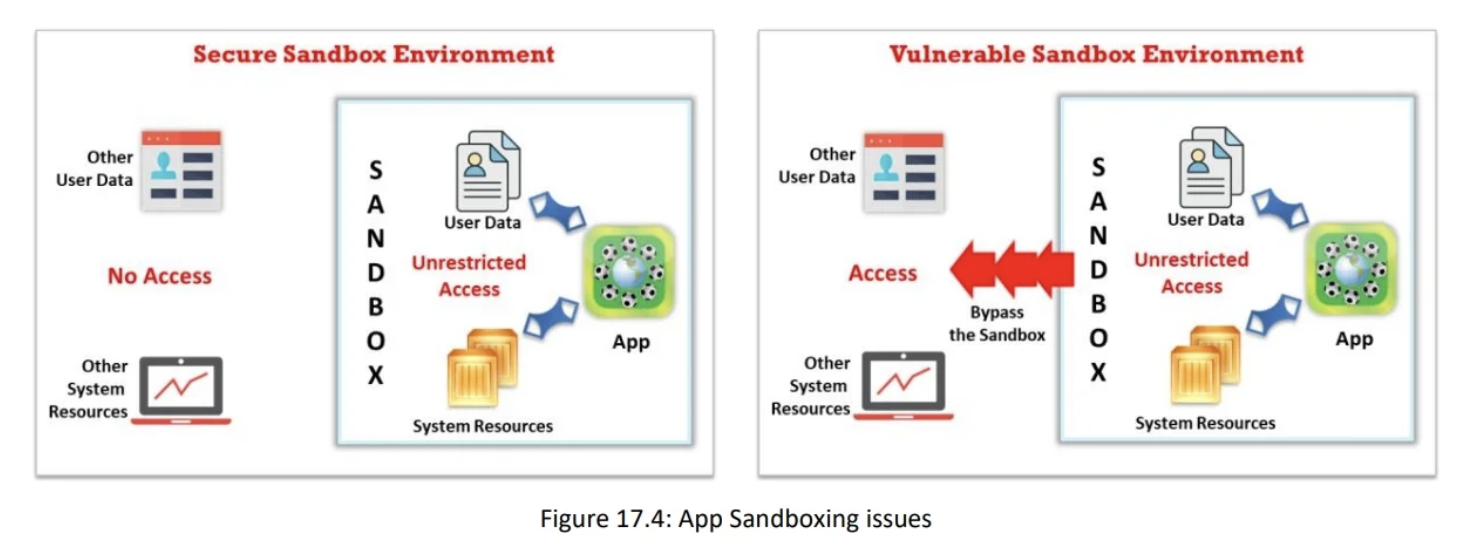 Secure Sandbox Environment
Other
User Data
No Access
Other
System
Resources
S
A
N
D
B
O
X
User Data
Unrestricted
Access
App
System Resources
Vulnerable Sandbox Environment
Other
User Data
Access
Bypass
the Sandbox
Other
System
Resources
S
A
N
D
B
O
X
User Data
Unrestricted
Access
App
System Resources
Figure 17.4: App Sandboxing issues